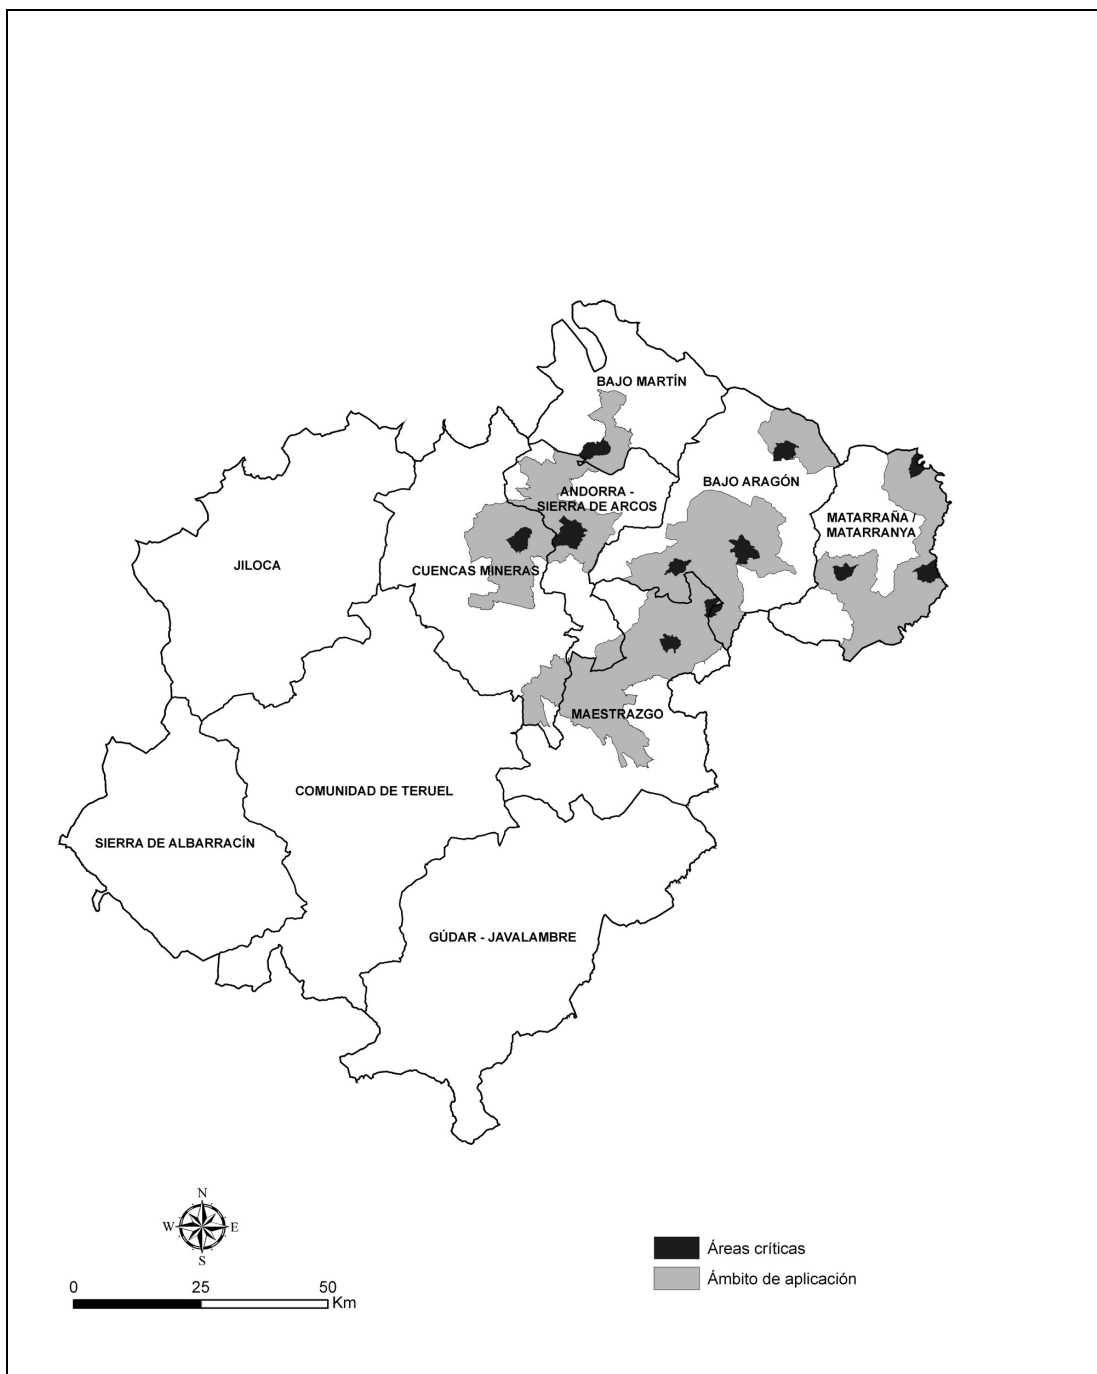 BAJO MARTÍN
BAJO ARAGÓN
ANDORRA -
SIERRA DE ARCOS
MATARRAÑA /
MATARRANYA
JILOCA
CUENCAS MINERAS
MAESTRAZGO
COMUNIDAD DE TERUEL
SIERRA DE ALBARRACÍN
GÚDAR - JAVALAMBRE
N
W E
S
0 25 50
Km
Áreas críticas
Ámbito de aplicación